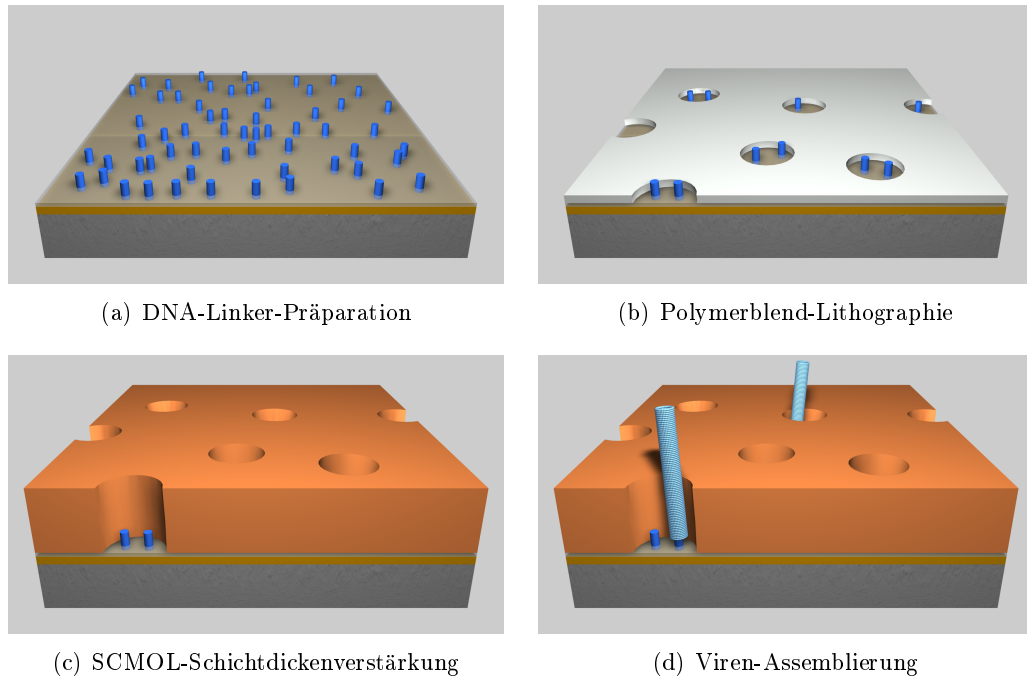 (a) DNA-Linker-Präparation
(b) Polymerblend-Lithographie
(c) SCMOL-Schichtdickenverstärkung
(d) Viren-Assemblierung